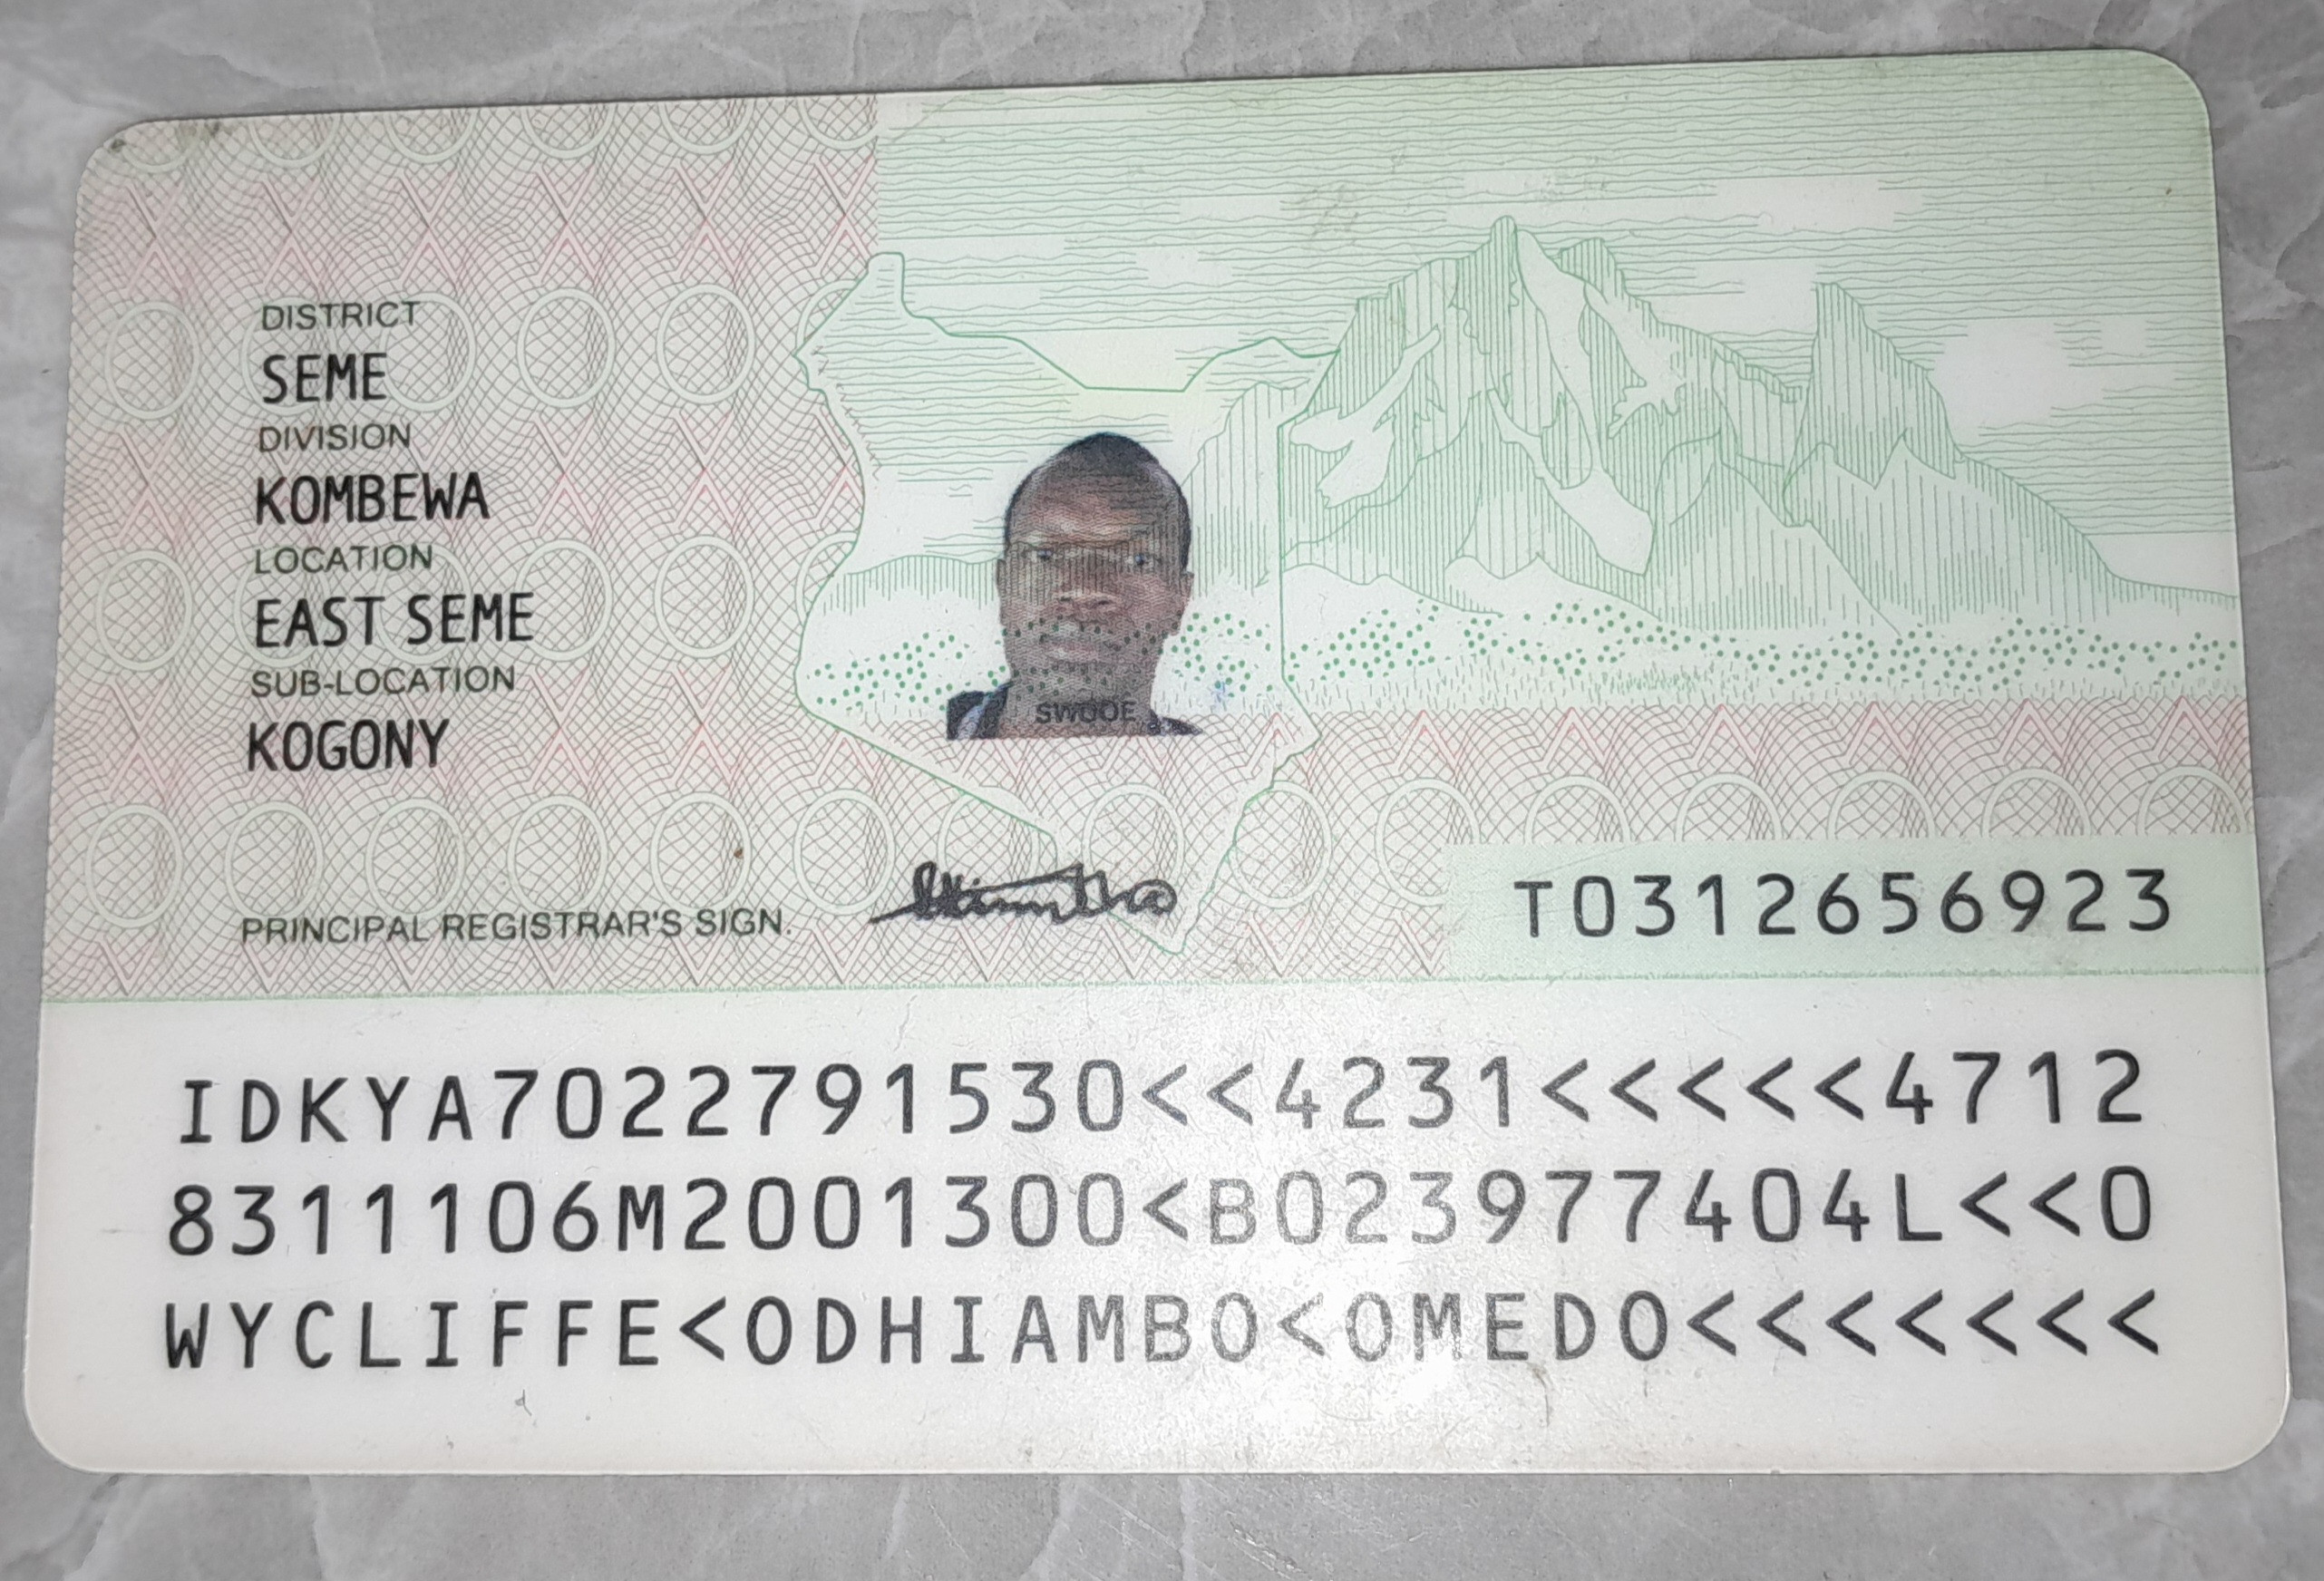 DISTRICT
SEME
DIVISION
KOMBEWA
LOCATION
EAST SEME
SUB-LOCATION
KOGONY
SWOOE
PRINCIPAL REGISTRAR'S SIGN.
T0312656923
IDKYA7022791530<<4231<<<<<4712
8311106M2001300<B023977404L<<0
WYCLIFFE<ODHIAMBO<OMEDO<<<<<<<